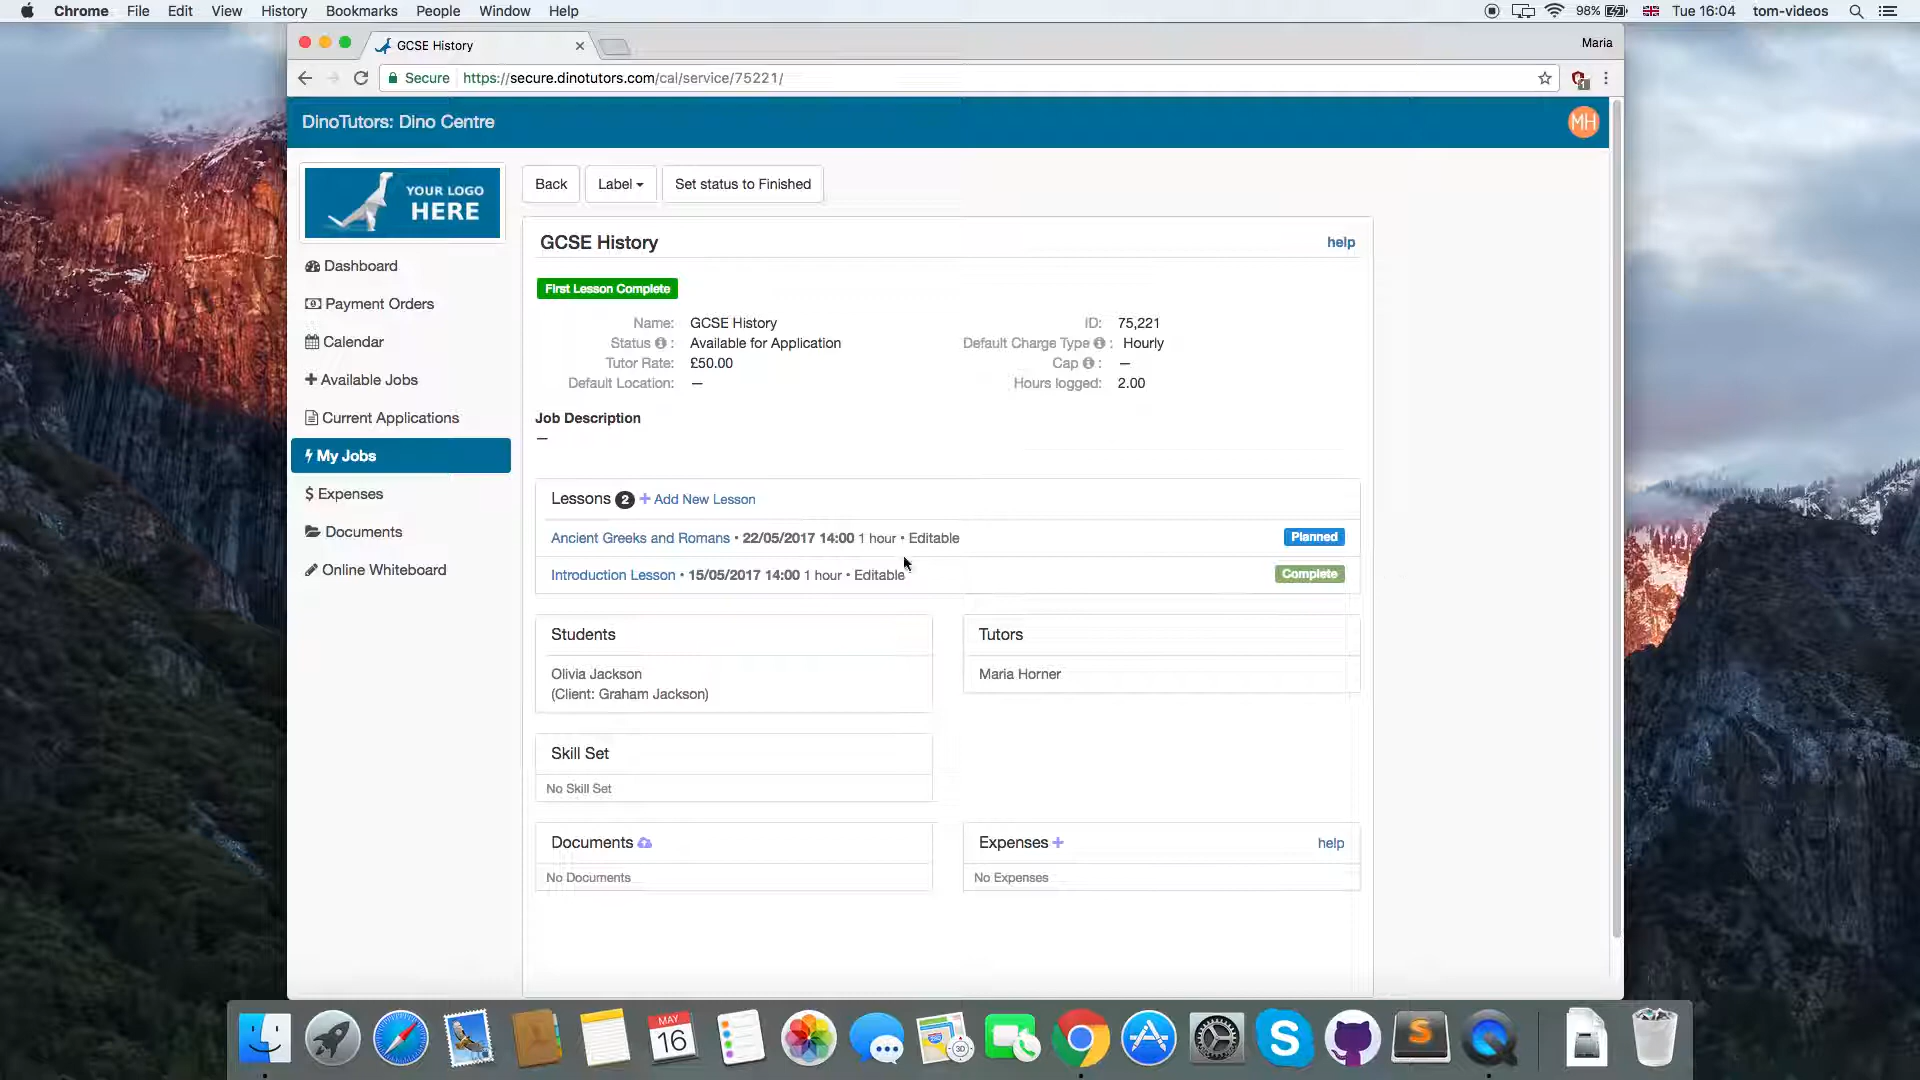 Chrome File Edit View History Bookmarks People Window Help 98% Tue 16:04 tom-videos
GCSE History Maria
Secure https://secure.dinotutors.com/cal/service/75221/
DinoTutors: Dino Centre MH
YOUR LOGO
HERE
Dashboard
Payment Orders
Calendar
Available Jobs
Current Applications
My Jobs
Expenses
Documents
Online Whiteboard
Back Label Set status to Finished
GCSE History help
First Lesson Complete
Name: GCSE History
Status : Available for Application
Tutor Rate: £50.00
Default Location: —
ID: 75,221
Default Charge Type : Hourly
Cap : —
Hours logged: 2.00
Job Description
—
Lessons 2 + Add New Lesson
Ancient Greeks and Romans • 22/05/2017 14:00 1 hour • Editable Planned
Introduction Lesson • 15/05/2017 14:00 1 hour • Editable Complete
Students
Olivia Jackson
(Client: Graham Jackson)
Tutors
Maria Horner
Skill Set
No Skill Set
Documents
No Documents
Expenses + help
No Expenses
MAY
16
3D
S
S